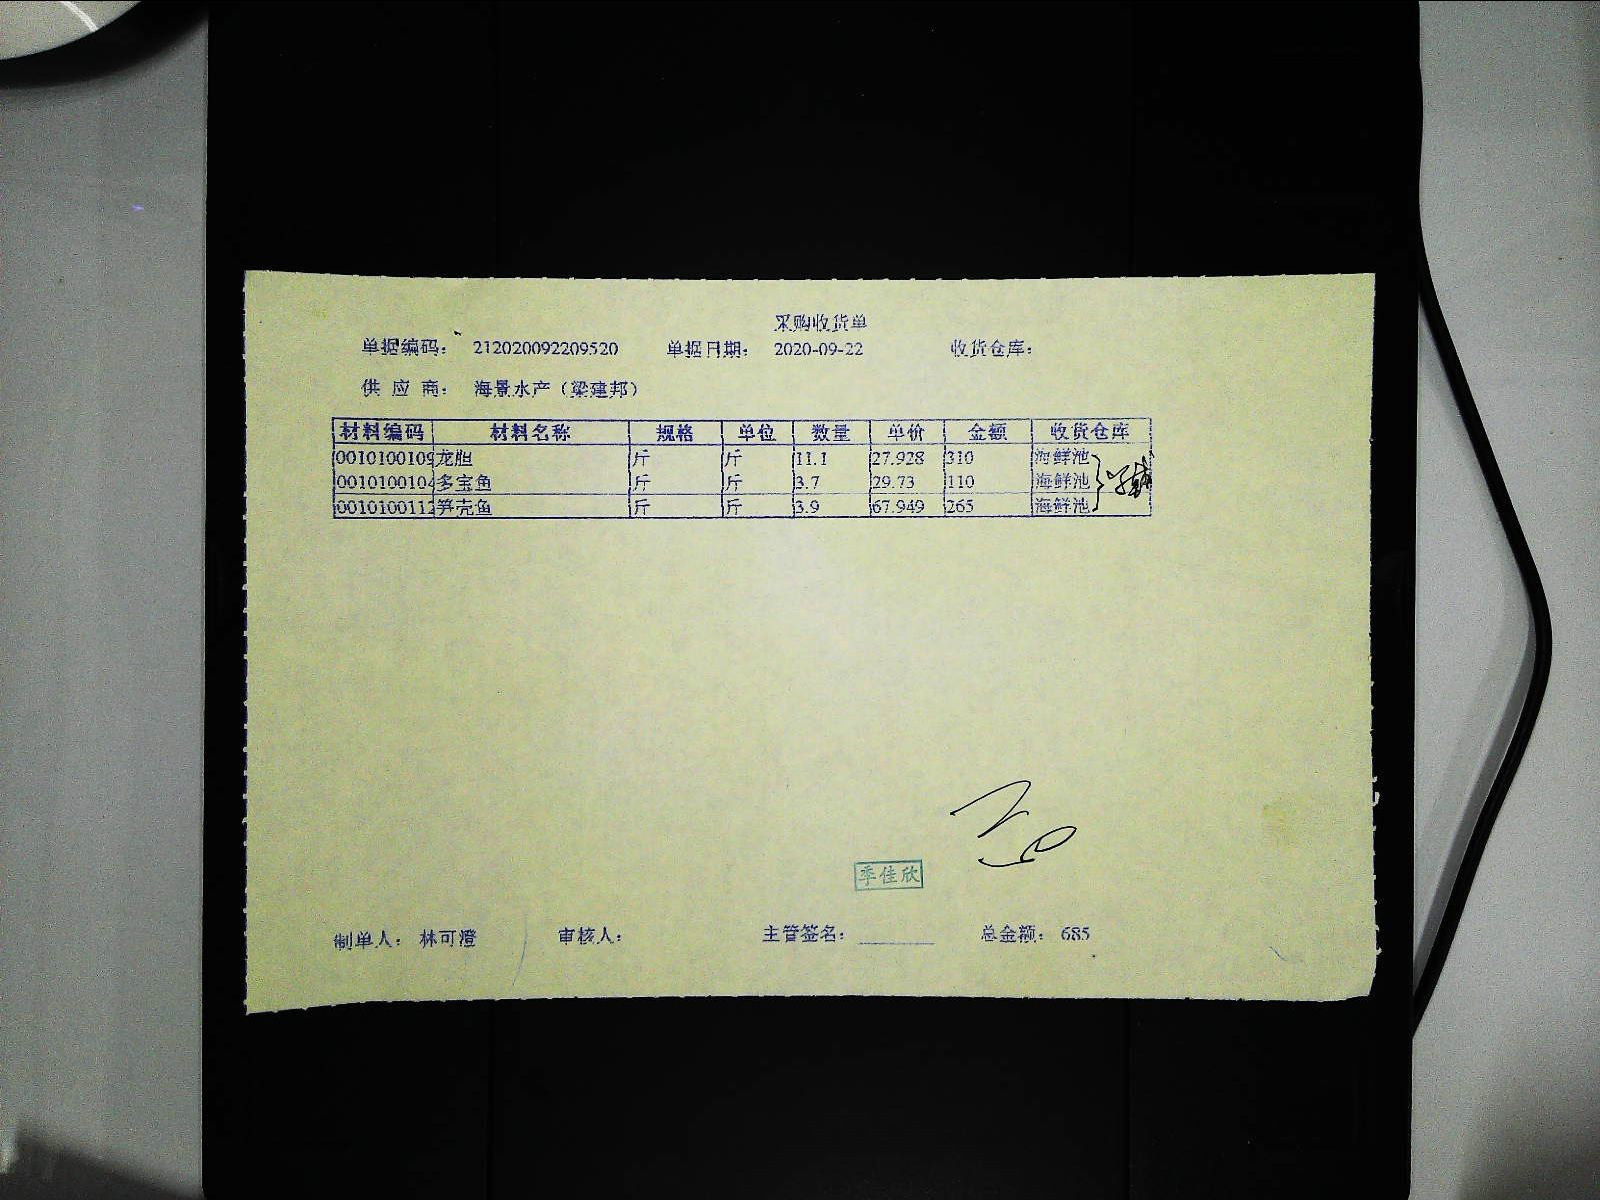 采购收货单
单据编码： 212020092209520 单据日期： 2020-09-22 收货仓库：
供 应 商： 海景水产（梁建邦）
材料编码 材料名称 规格 单位 数量 单价 金额 收货仓库
0010100109 龙胆 斤 斤 11.1 27.928 310 海鲜池
0010100104 多宝鱼 斤 斤 3.7 29.73 110 海鲜池
0010100112 笋壳鱼 斤 斤 3.9 67.949 265 海鲜池
季佳欣
制单人： 林可澄 审核人： 主管签名： 总金额： 685